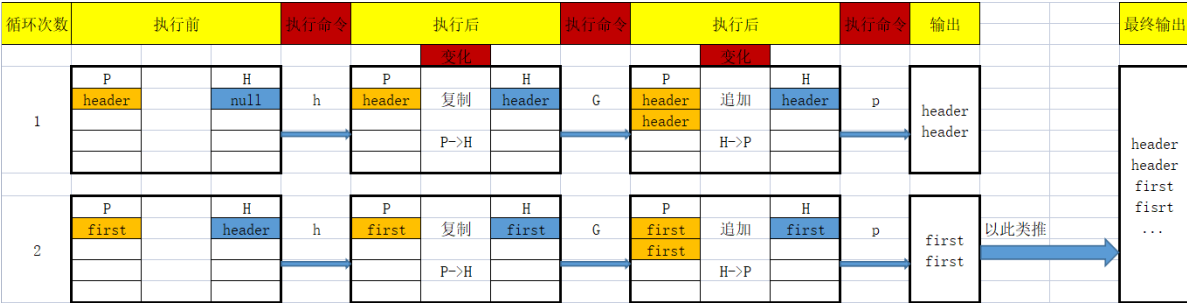 循环次数 执行前 执行命令 执行后 执行命令 执行后 执行命令 输出 最终输出
变化 变化
P H P H P H
header null h header 复制 header G header 追加 header p
header
P->H H->P
1
header
header
P H P H P H
first header h first 复制 first G first 追加 first p
first
P->H H->P
2
first
first
以此类推
header
header
first
fisrt
...